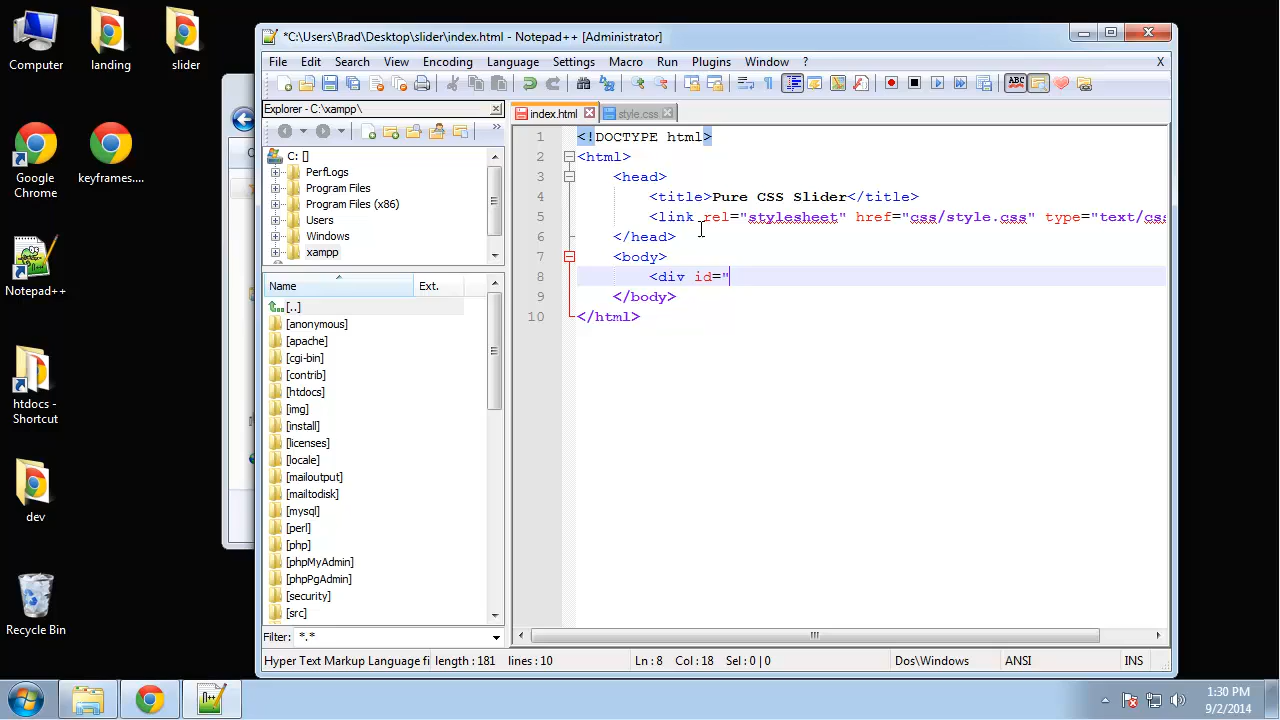 Computer
landing
slider
Google
Chrome
keyframes....
Notepad++
htdocs -
Shortcut
dev
Recycle Bin
*C:\Users\Brad\Desktop\slider\index.html - Notepad++ [Administrator]
File Edit Search View Encoding Language Settings Macro Run Plugins Window ? X
ABC
Explorer - C:\xampp\
C: []
PerfLogs
Program Files
Program Files (x86)
Users
Windows
xampp
Name Ext.
[..]
[anonymous]
[apache]
[cgi-bin]
[contrib]
[htdocs]
[img]
[install]
[licenses]
[locale]
[mailoutput]
[mailtodisk]
[mysql]
[perl]
[php]
[phpMyAdmin]
[phpPgAdmin]
[security]
[src]
Filter: *.*
index.html style.css
1 <!DOCTYPE html>
2 <html>
3 <head>
4 <title>Pure CSS Slider</title>
5 <link rel="stylesheet" href="css/style.css" type="text/css
6 </head>
7 <body>
8 <div id="
9 </body>
10 </html>
Hyper Text Markup Language fi length : 181 lines : 10 Ln : 8 Col : 18 Sel : 0 | 0 Dos\Windows ANSI INS
1:30 PM
9/2/2014